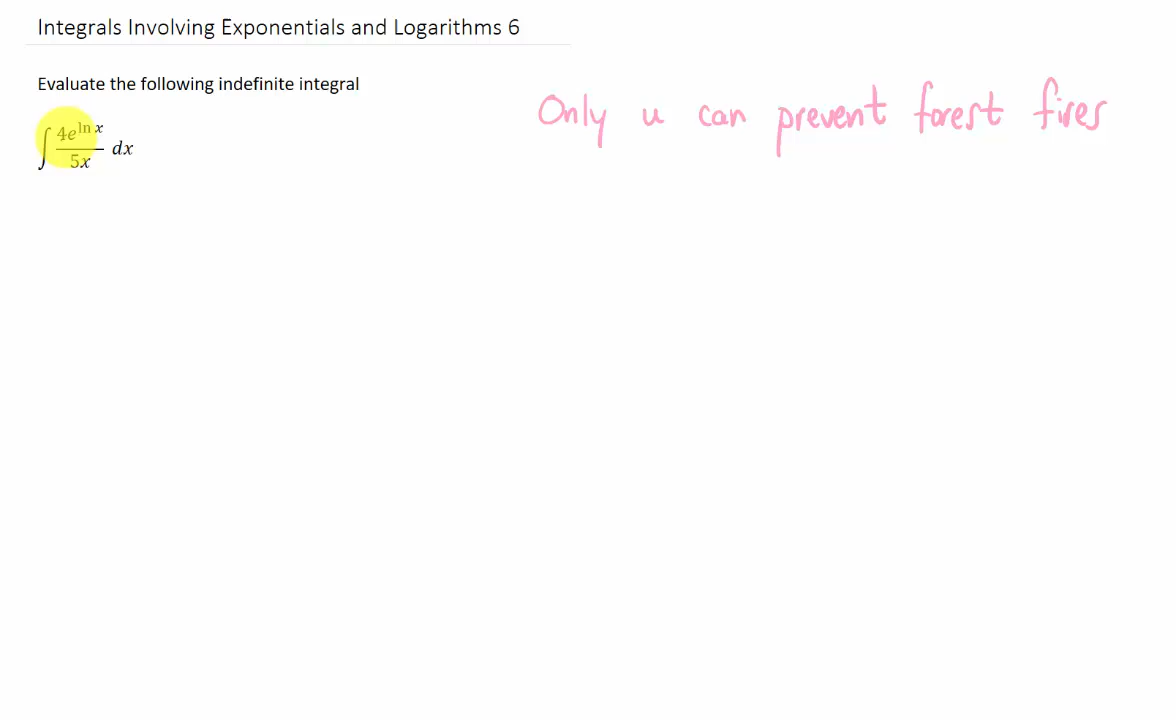 Integrals Involving Exponentials and Logarithms 6
Evaluate the following indefinite integral
Only u can prevent forest fires
∫ 4e^{ln x} / 5x dx